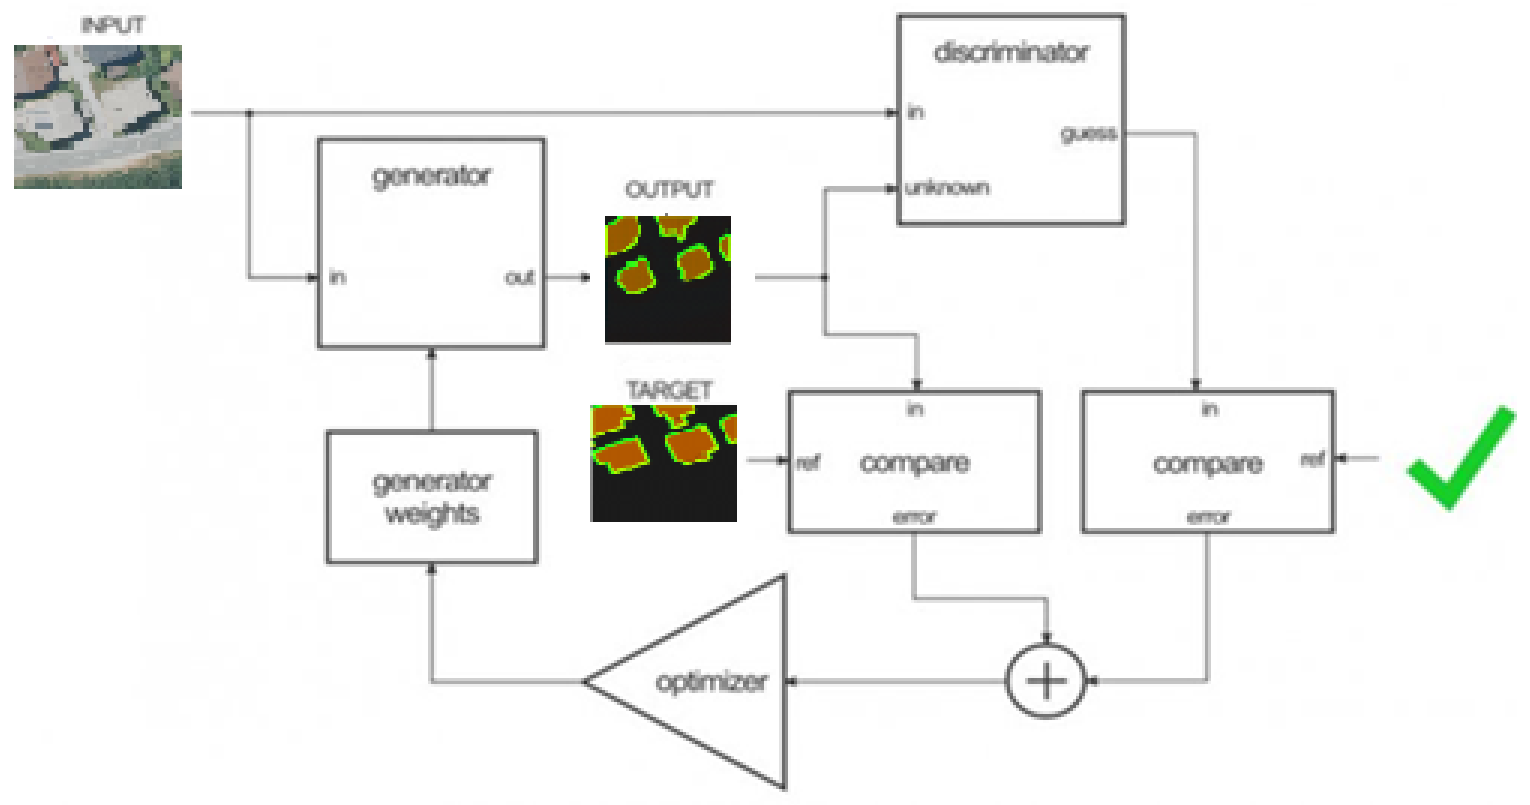 INPUT
discriminator
in
guess
generator
OUTPUT
unknown
in
out
TARGET
in
in
ref
compare
compare
ref
generator
weights
error
error
optimizer
+